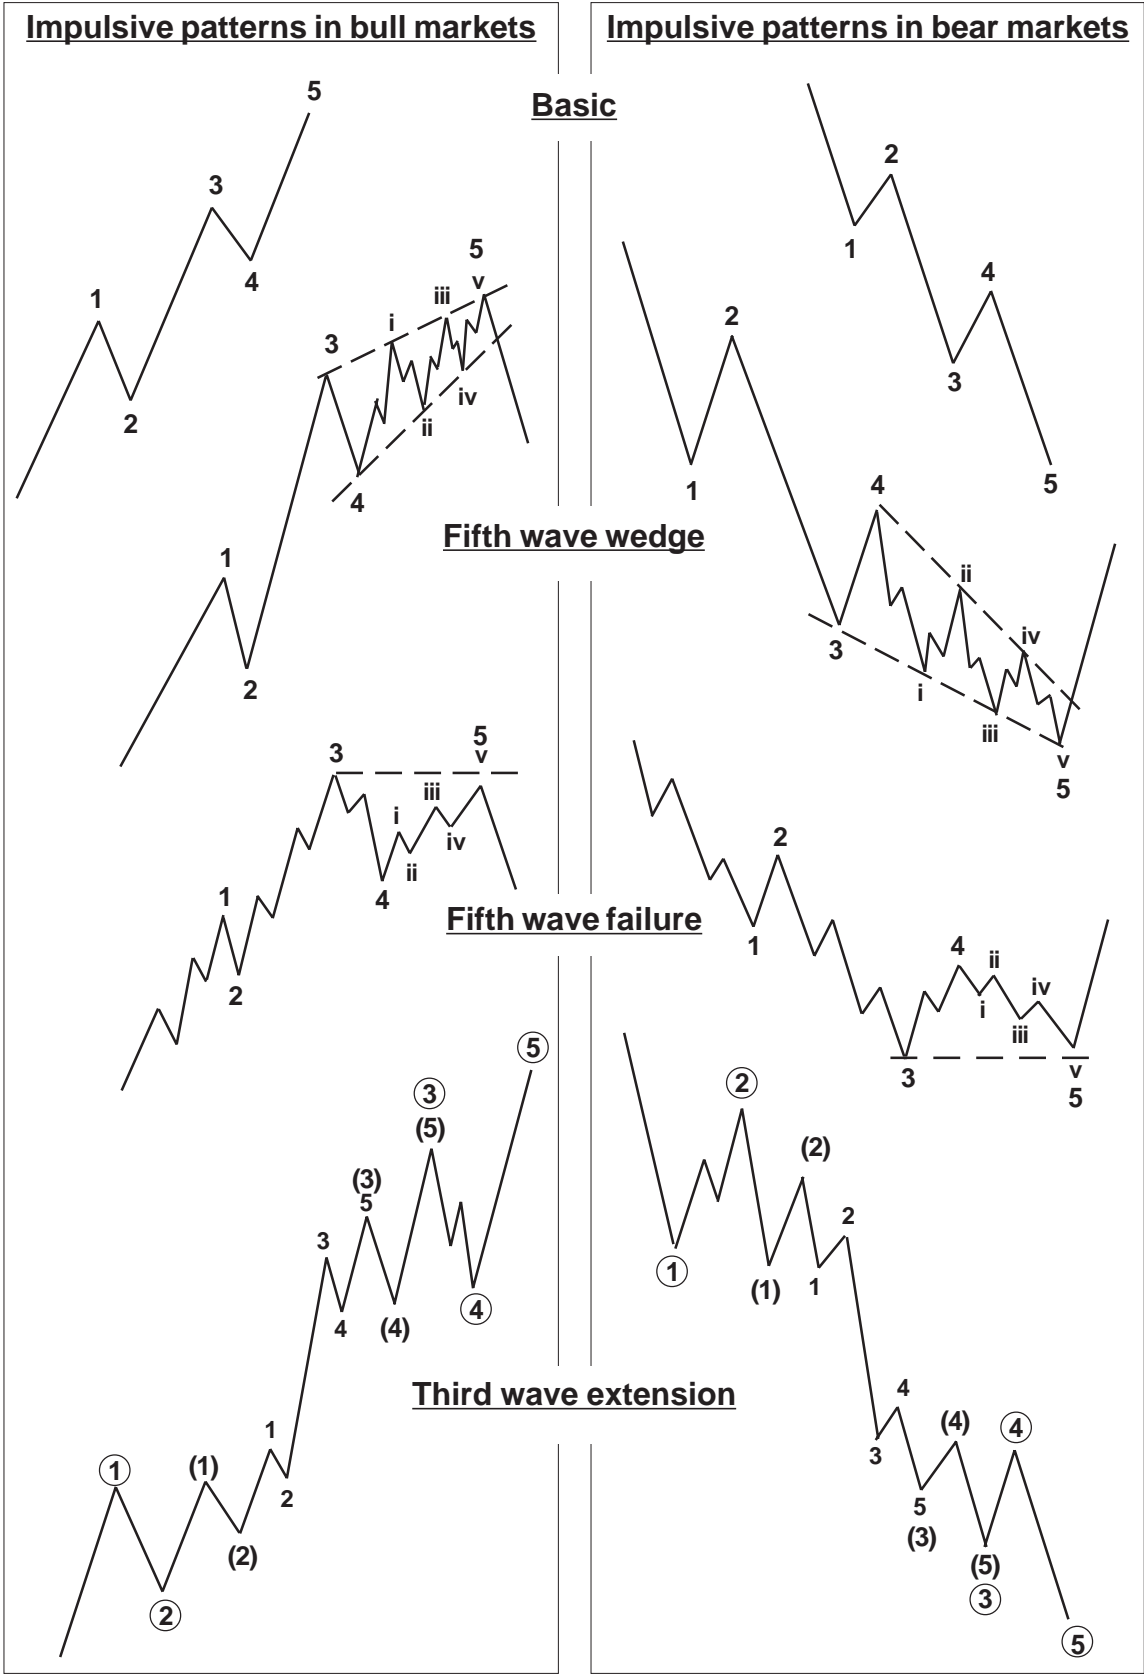 Impulsive patterns in bull markets
Impulsive patterns in bear markets
Basic
5
3
4
1
2
2
1
4
3
5
Fifth wave wedge
5
v
iii
i
3
iv
ii
4
1
2
2
1
4
ii
iv
3
i
iii
v
5
Fifth wave failure
3
5
v
iii
i
iv
ii
4
1
2
2
1
4
ii
iv
i
iii
3
v
5
Third wave extension
⑤
③
(5)
(3)
5
3
4
(4)
④
1
①
(1)
2
(2)
②
②
(2)
2
①
(1)
1
4
(4)
④
3
5
(3)
(5)
③
⑤